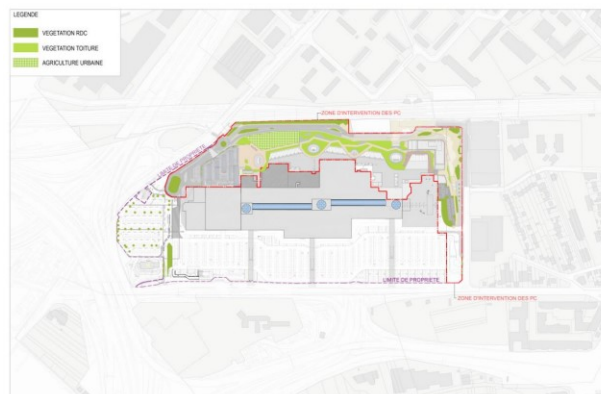 LEGENDE
VEGETATION RDC
VEGETATION TOITURE
AGRICULTURE URBAINE
ZONE D'INTERVENTION DES PC
LIMITE DE PROPRIETE
LIMITE DE PROPRIETE
ZONE D'INTERVENTION DES PC